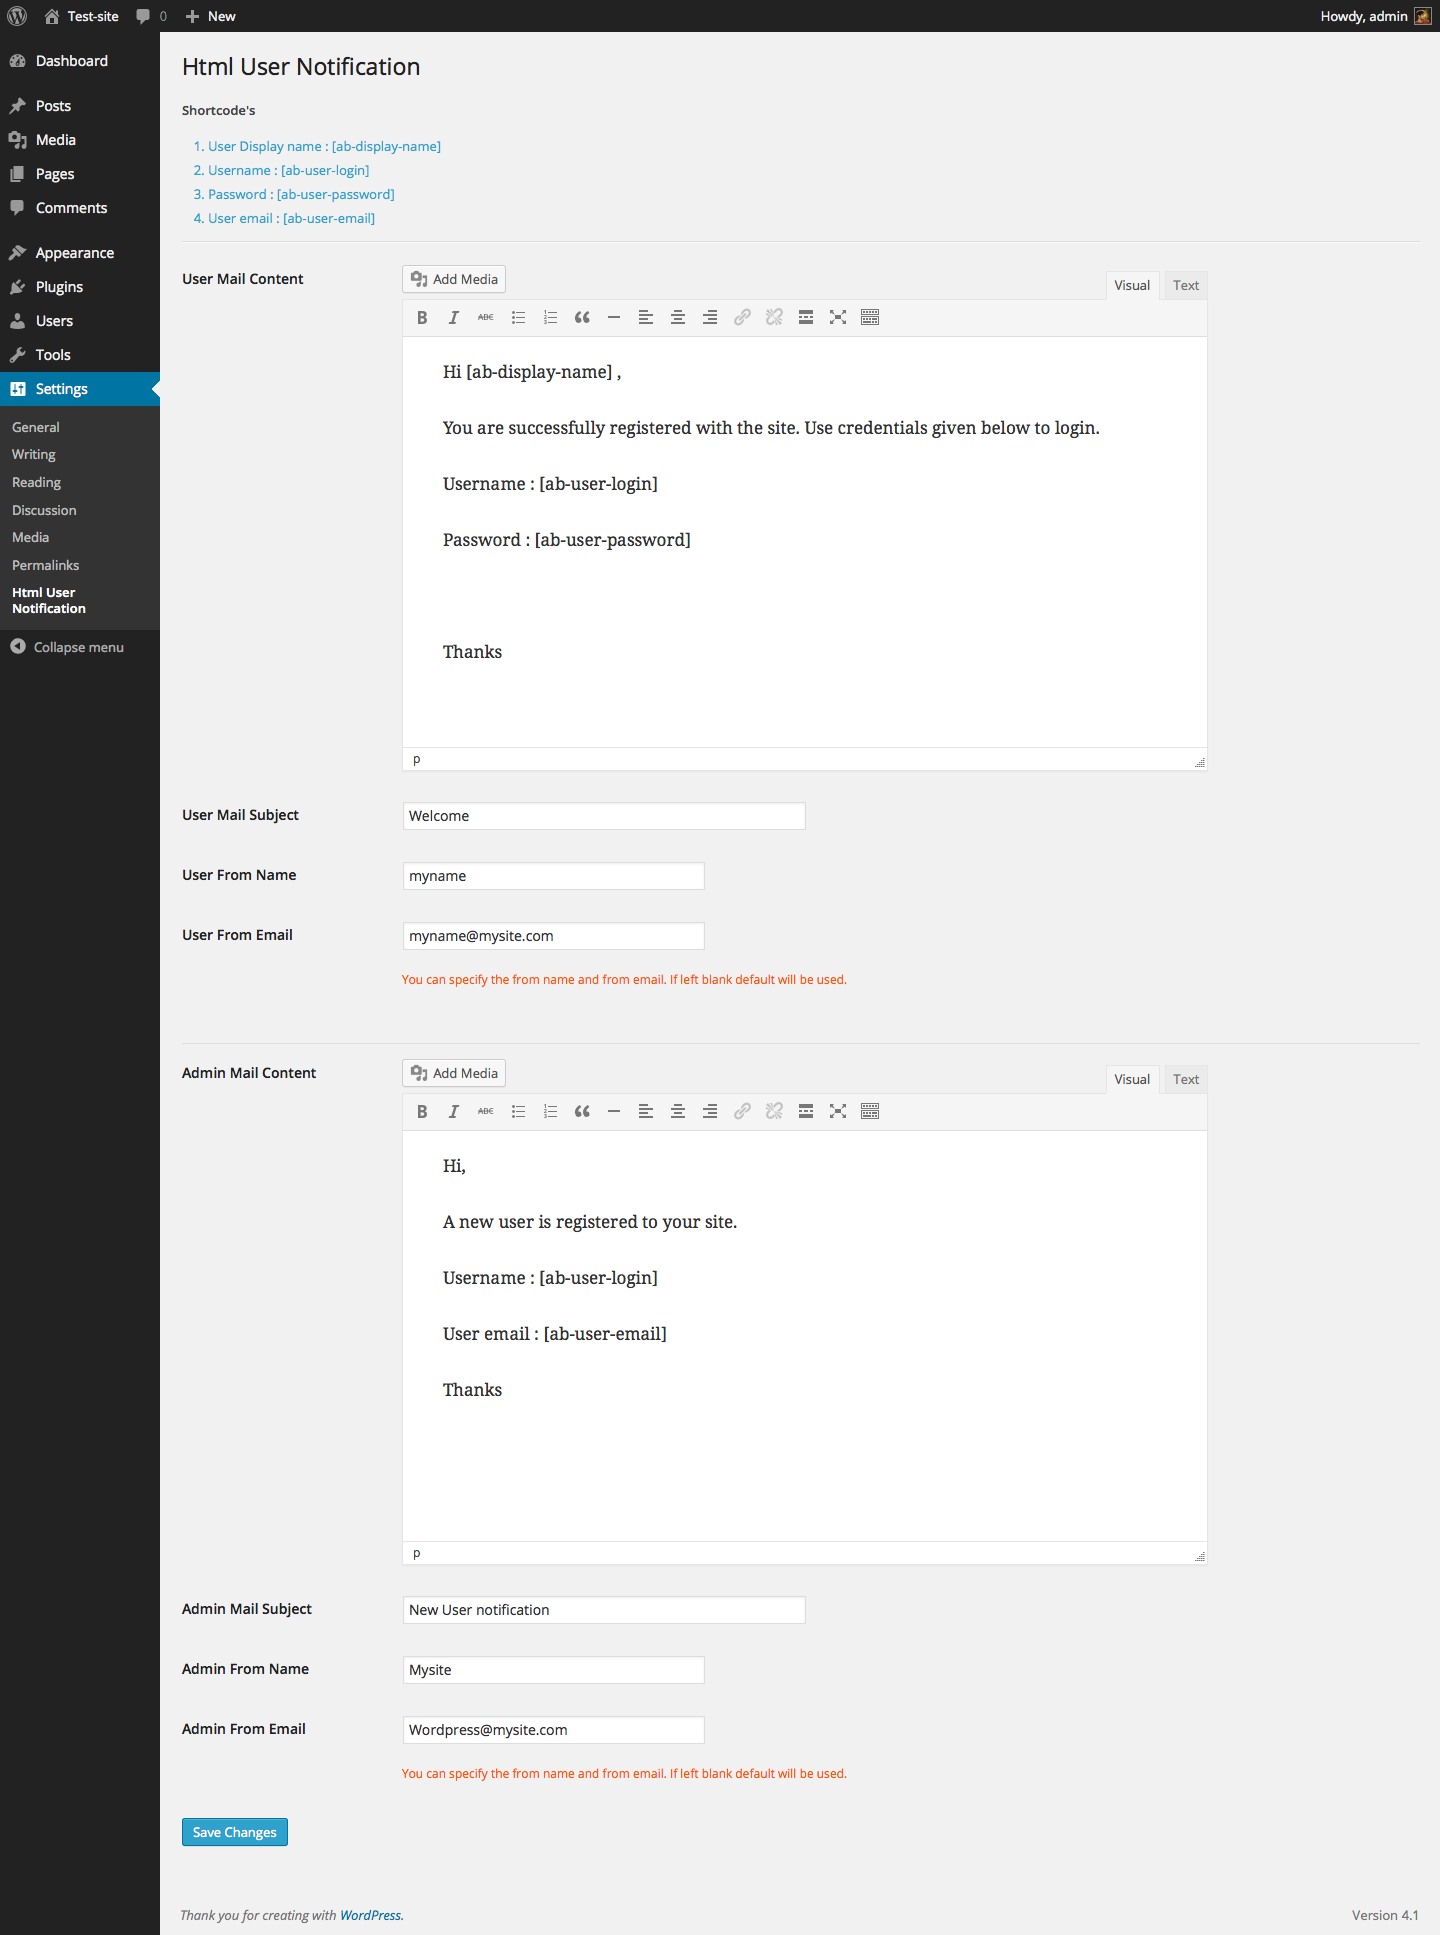 Test-site
0
New
Howdy, admin
Dashboard
Posts
Media
Pages
Comments
Appearance
Plugins
Users
Tools
Settings
General
Writing
Reading
Discussion
Media
Permalinks
Html User
Notification
Collapse menu
Html User Notification
Shortcode's
1. User Display name : [ab-display-name]
2. Username : [ab-user-login]
3. Password : [ab-user-password]
4. User email : [ab-user-email]
User Mail Content
Add Media
Visual
Text
B I ABC
Hi [ab-display-name] ,
You are successfully registered with the site. Use credentials given below to login.
Username : [ab-user-login]
Password : [ab-user-password]
Thanks
p
User Mail Subject
Welcome
User From Name
myname
User From Email
myname@mysite.com
You can specify the from name and from email. If left blank default will be used.
Admin Mail Content
Add Media
Visual
Text
B I ABC
Hi,
A new user is registered to your site.
Username : [ab-user-login]
User email : [ab-user-email]
Thanks
p
Admin Mail Subject
New User notification
Admin From Name
Mysite
Admin From Email
Wordpress@mysite.com
You can specify the from name and from email. If left blank default will be used.
Save Changes
Thank you for creating with WordPress.
Version 4.1